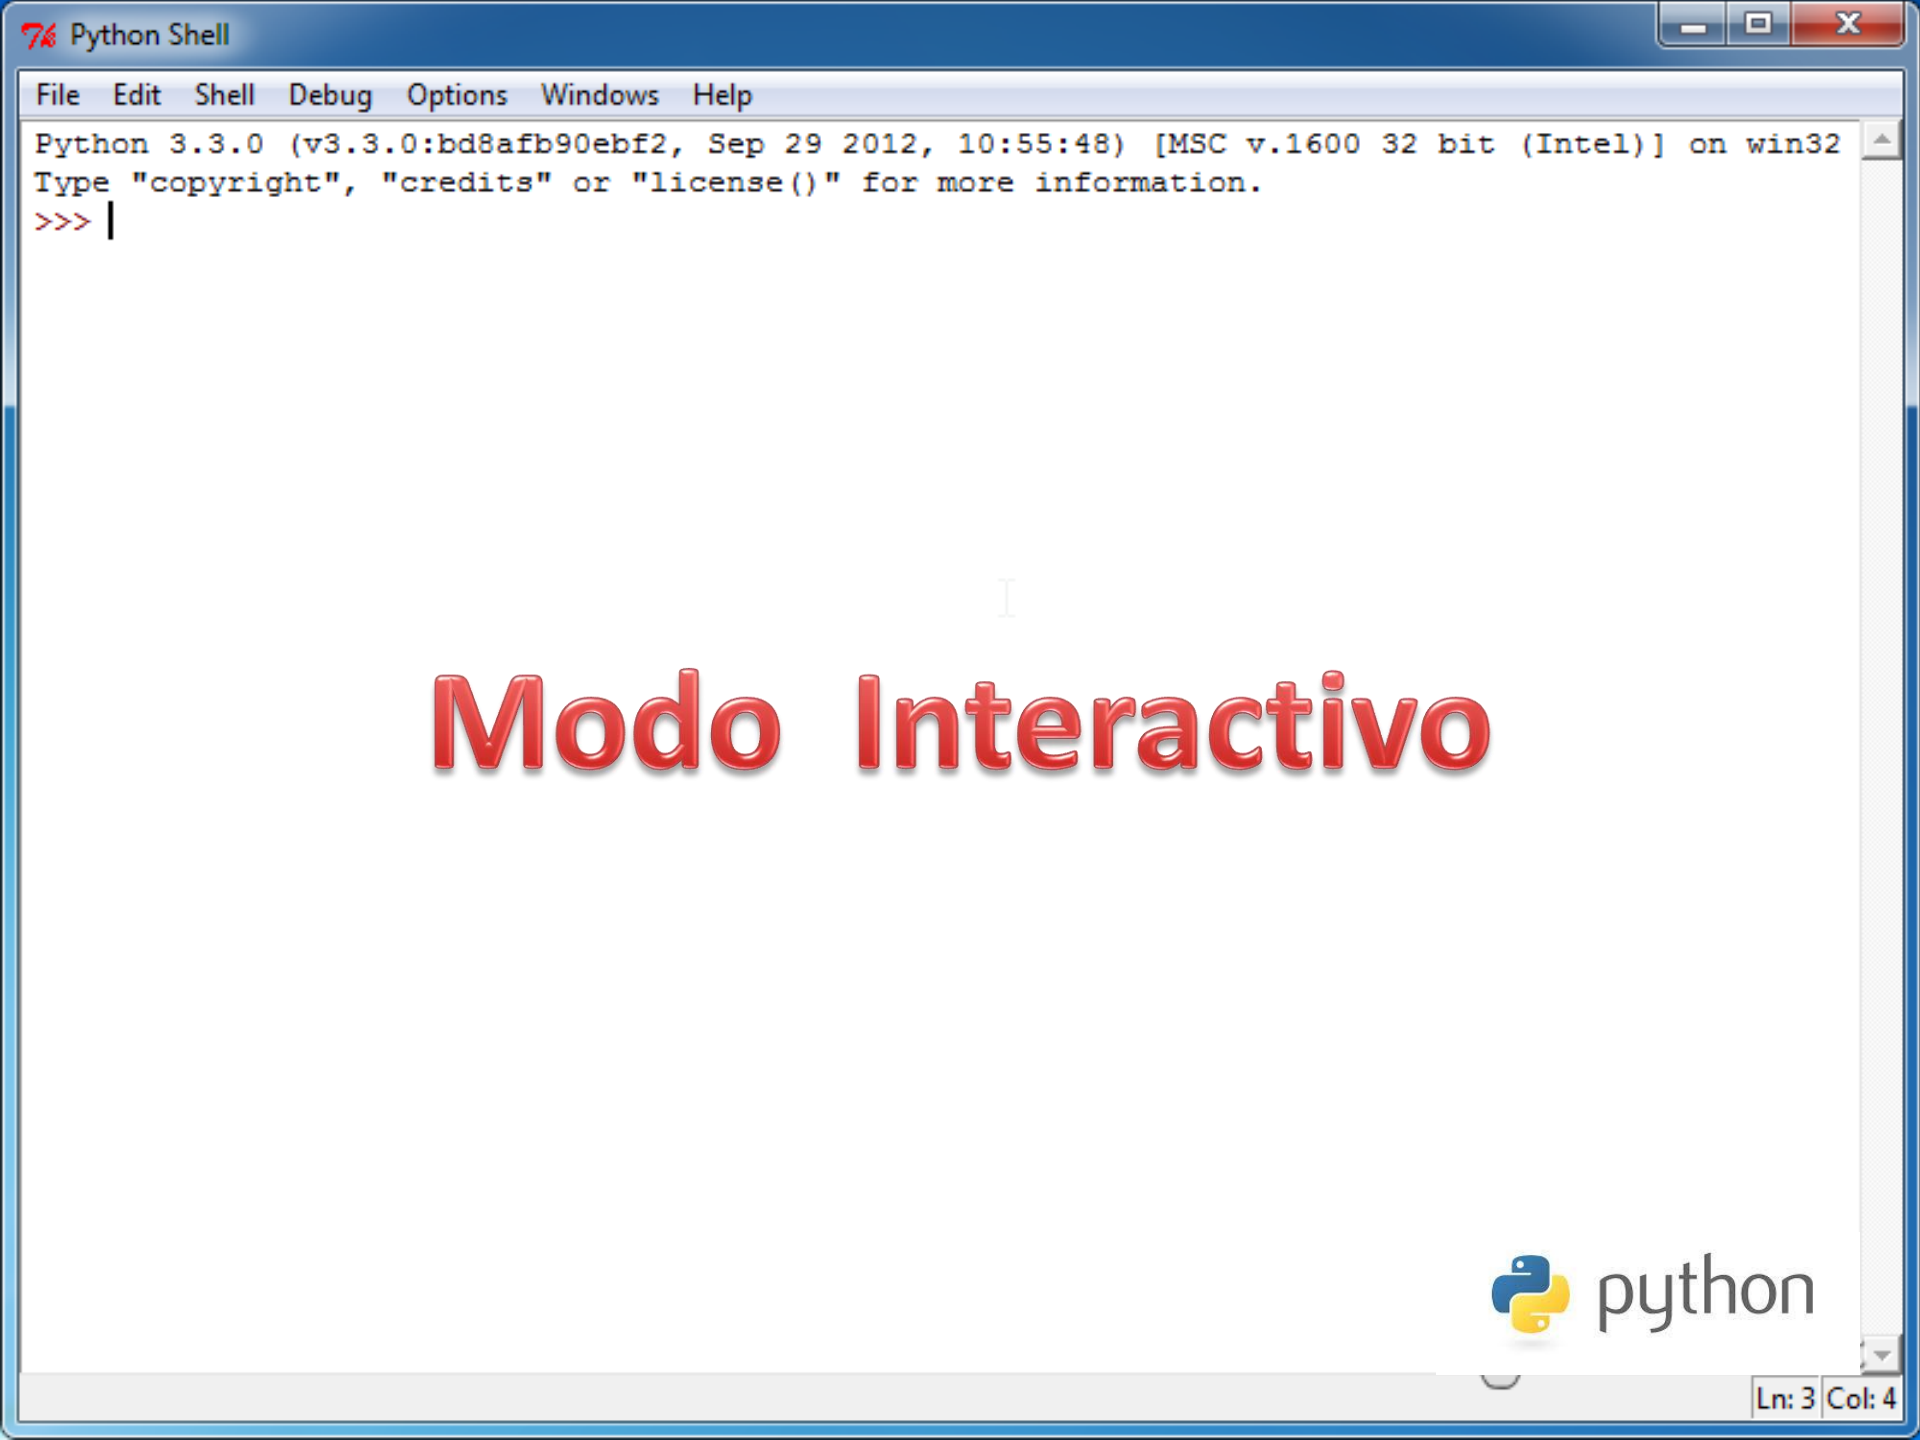 Python Shell
File Edit Shell Debug Options Windows Help
Python 3.3.0 (v3.3.0:bd8afb90ebf2, Sep 29 2012, 10:55:48) [MSC v.1600 32 bit (Intel)] on win32
Type "copyright", "credits" or "license()" for more information.
>>>
Modo Interactivo
python
Ln: 3 Col: 4